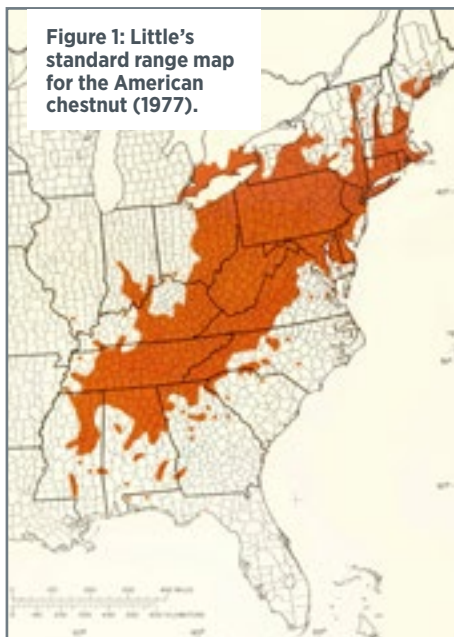 Figure 1: Little's
standard range map
for the American
chestnut (1977).